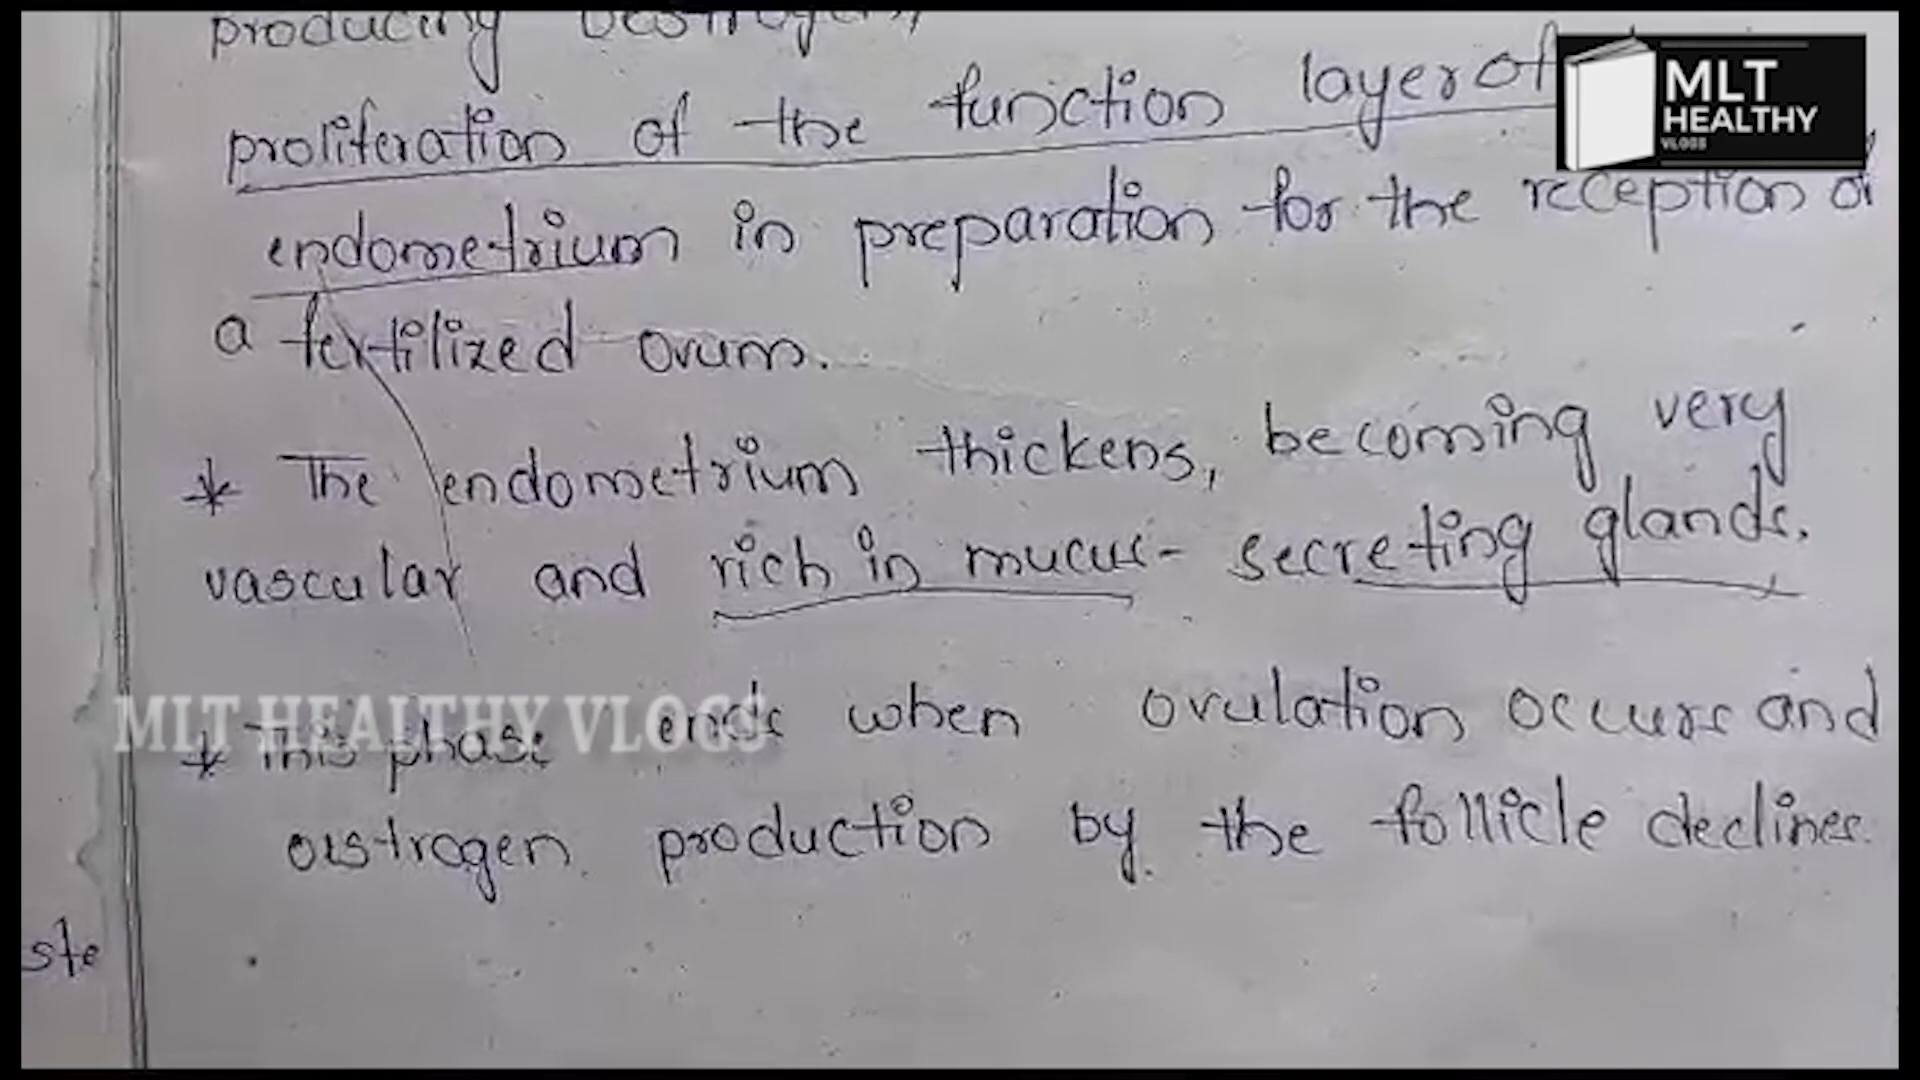 producing oestrogen,
proliferation of the function layer of
endometrium in preparation for the reception of
a fertilized ovum.
* The endometrium thickens, becoming very
vascular and rich in mucus- secreting glands.
* This phase ends when ovulation occurs and
oestrogen production by the follicle declines.
ste
MLT
HEALTHY
VLOGS
MLT HEALTHY VLOGS